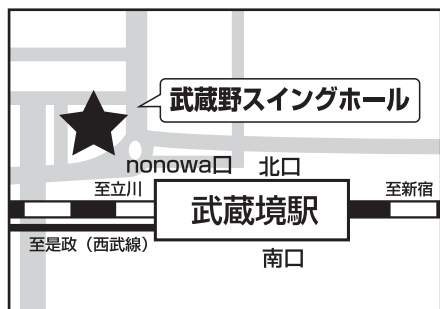 武蔵野スイングホール
nonowa口
北口
至立川
至新宿
武蔵境駅
至是政（西武線）
南口